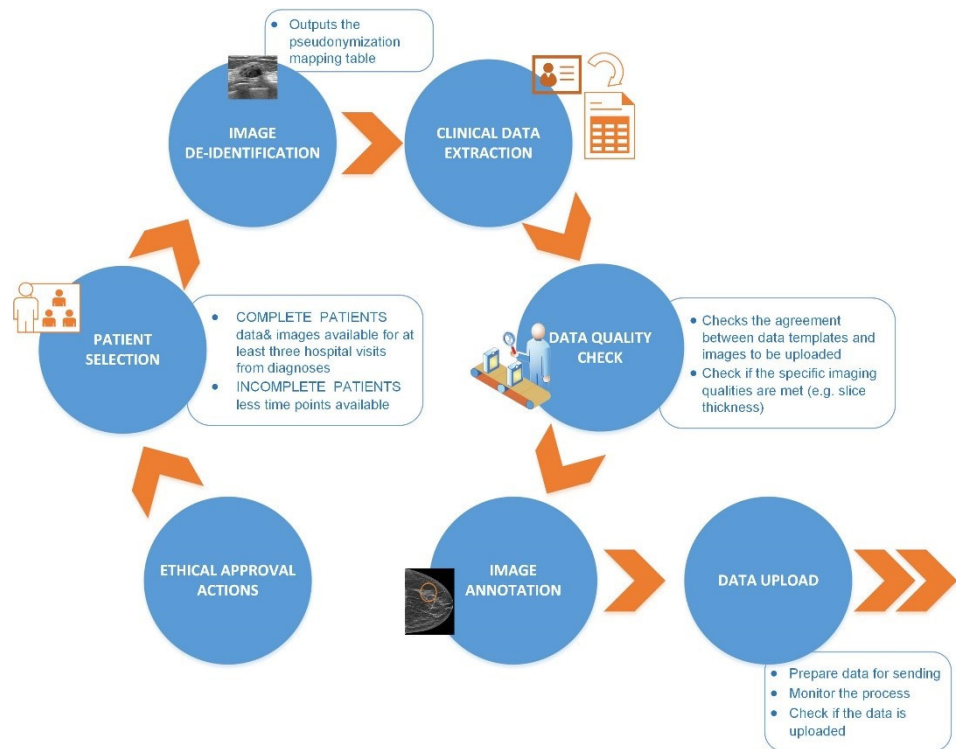 • Outputs the
pseudonymization
mapping table
IMAGE
DE-IDENTIFICATION
CLINICAL DATA
EXTRACTION
PATIENT
SELECTION
• COMPLETE PATIENTS
data& images available for at
least three hospital visits
from diagnoses
• INCOMPLETE PATIENTS
less time points available
DATA QUALITY
CHECK
• Checks the agreement
between data templates and
images to be uploaded
• Check if the specific imaging
qualities are met (e.g. slice
thickness)
ETHICAL APPROVAL
ACTIONS
IMAGE
ANNOTATION
DATA UPLOAD
• Prepare data for sending
• Monitor the process
• Check if the data is
uploaded